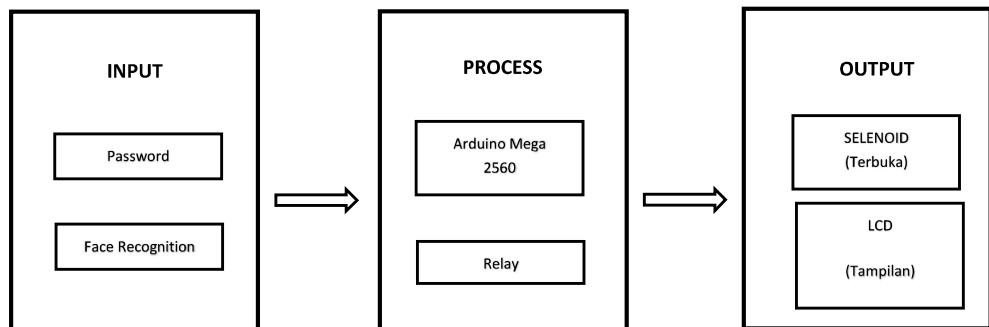 INPUT
Password
Face Recognition
PROCESS
Arduino Mega
2560
Relay
OUTPUT
SELENOID
(Terbuka)
LCD
(Tampilan)